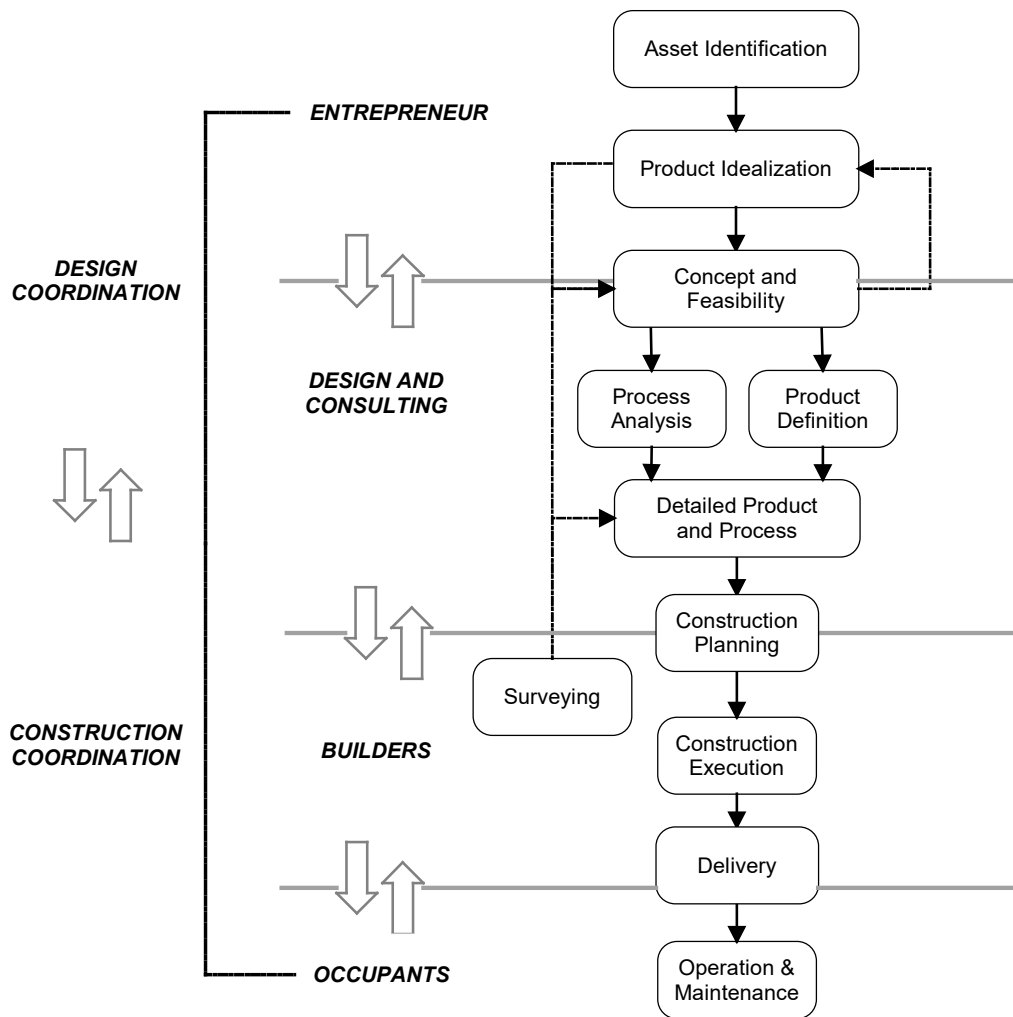 Asset Identification
ENTREPRENEUR
Product Idealization
DESIGN
COORDINATION
Concept and
Feasibility
DESIGN AND
CONSULTING
Process
Analysis
Product
Definition
Detailed Product
and Process
Construction
Planning
Surveying
CONSTRUCTION
COORDINATION
BUILDERS
Construction
Execution
Delivery
OCCUPANTS
Operation &
Maintenance